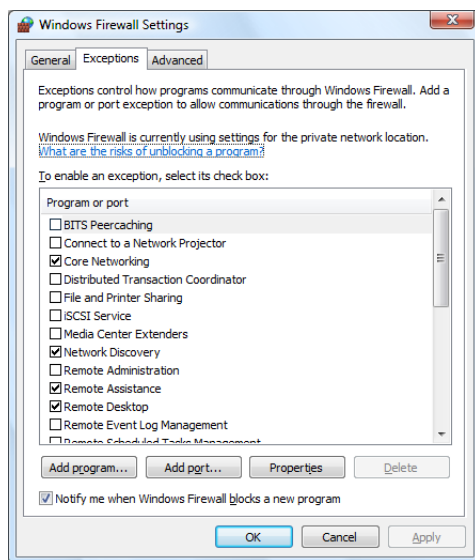 Windows Firewall Settings
General Exceptions Advanced
Exceptions control how programs communicate through Windows Firewall. Add a
program or port exception to allow communications through the firewall.
Windows Firewall is currently using settings for the private network location.
What are the risks of unblocking a program?
To enable an exception, select its check box:
Program or port
BITS Peercaching
Connect to a Network Projector
Core Networking
Distributed Transaction Coordinator
File and Printer Sharing
iSCSI Service
Media Center Extenders
Network Discovery
Remote Administration
Remote Assistance
Remote Desktop
Remote Event Log Management
Remote Scheduled Tasks Management
Add program... Add port... Properties Delete
Notify me when Windows Firewall blocks a new program
OK Cancel Apply